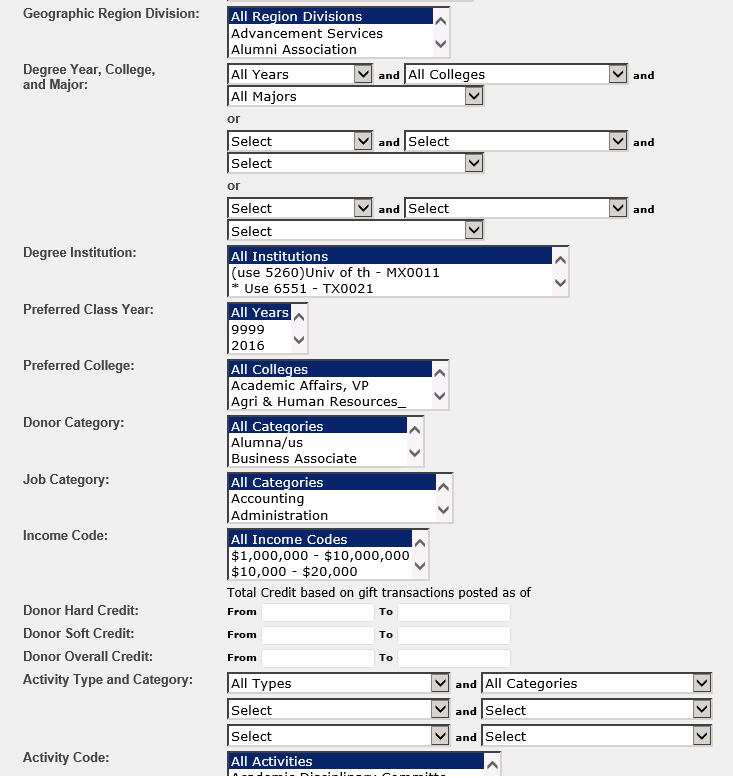 Geographic Region Division:
All Region Divisions
Advancement Services
Alumni Association
Degree Year, College,
and Major:
All Years and All Colleges and
All Majors
or
Select and Select and
Select
or
Select and Select and
Select
Degree Institution:
All Institutions
(use 5260)Univ of th - MX0011
* Use 6551 - TX0021
Preferred Class Year:
All Years
9999
2016
Preferred College:
All Colleges
Academic Affairs, VP
Agri & Human Resources_
Donor Category:
All Categories
Alumna/us
Business Associate
Job Category:
All Categories
Accounting
Administration
Income Code:
All Income Codes
$1,000,000 - $10,000,000
$10,000 - $20,000
Total Credit based on gift transactions posted as of
Donor Hard Credit: From To
Donor Soft Credit: From To
Donor Overall Credit: From To
Activity Type and Category: All Types and All Categories
Select and Select
Select and Select
Activity Code:
All Activities
Academic Disciplinary Committe